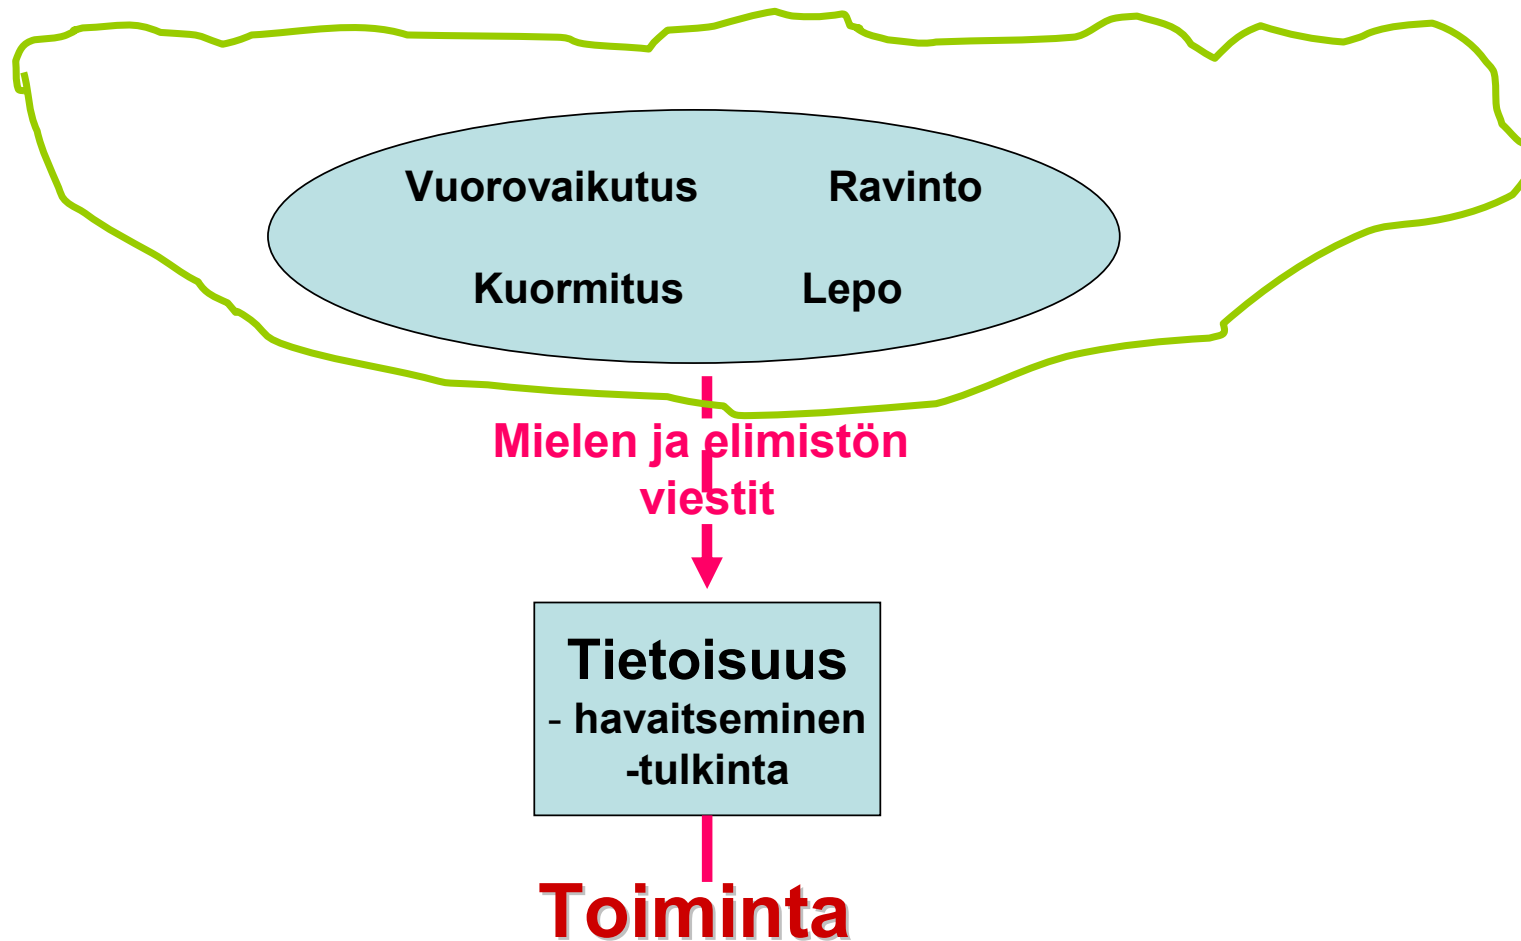 Vuorovaikutus Ravinto
Kuormitus Lepo
Mielen ja elimistön
viestit
Tietoisuus
- havaitseminen
-tulkinta
Toiminta